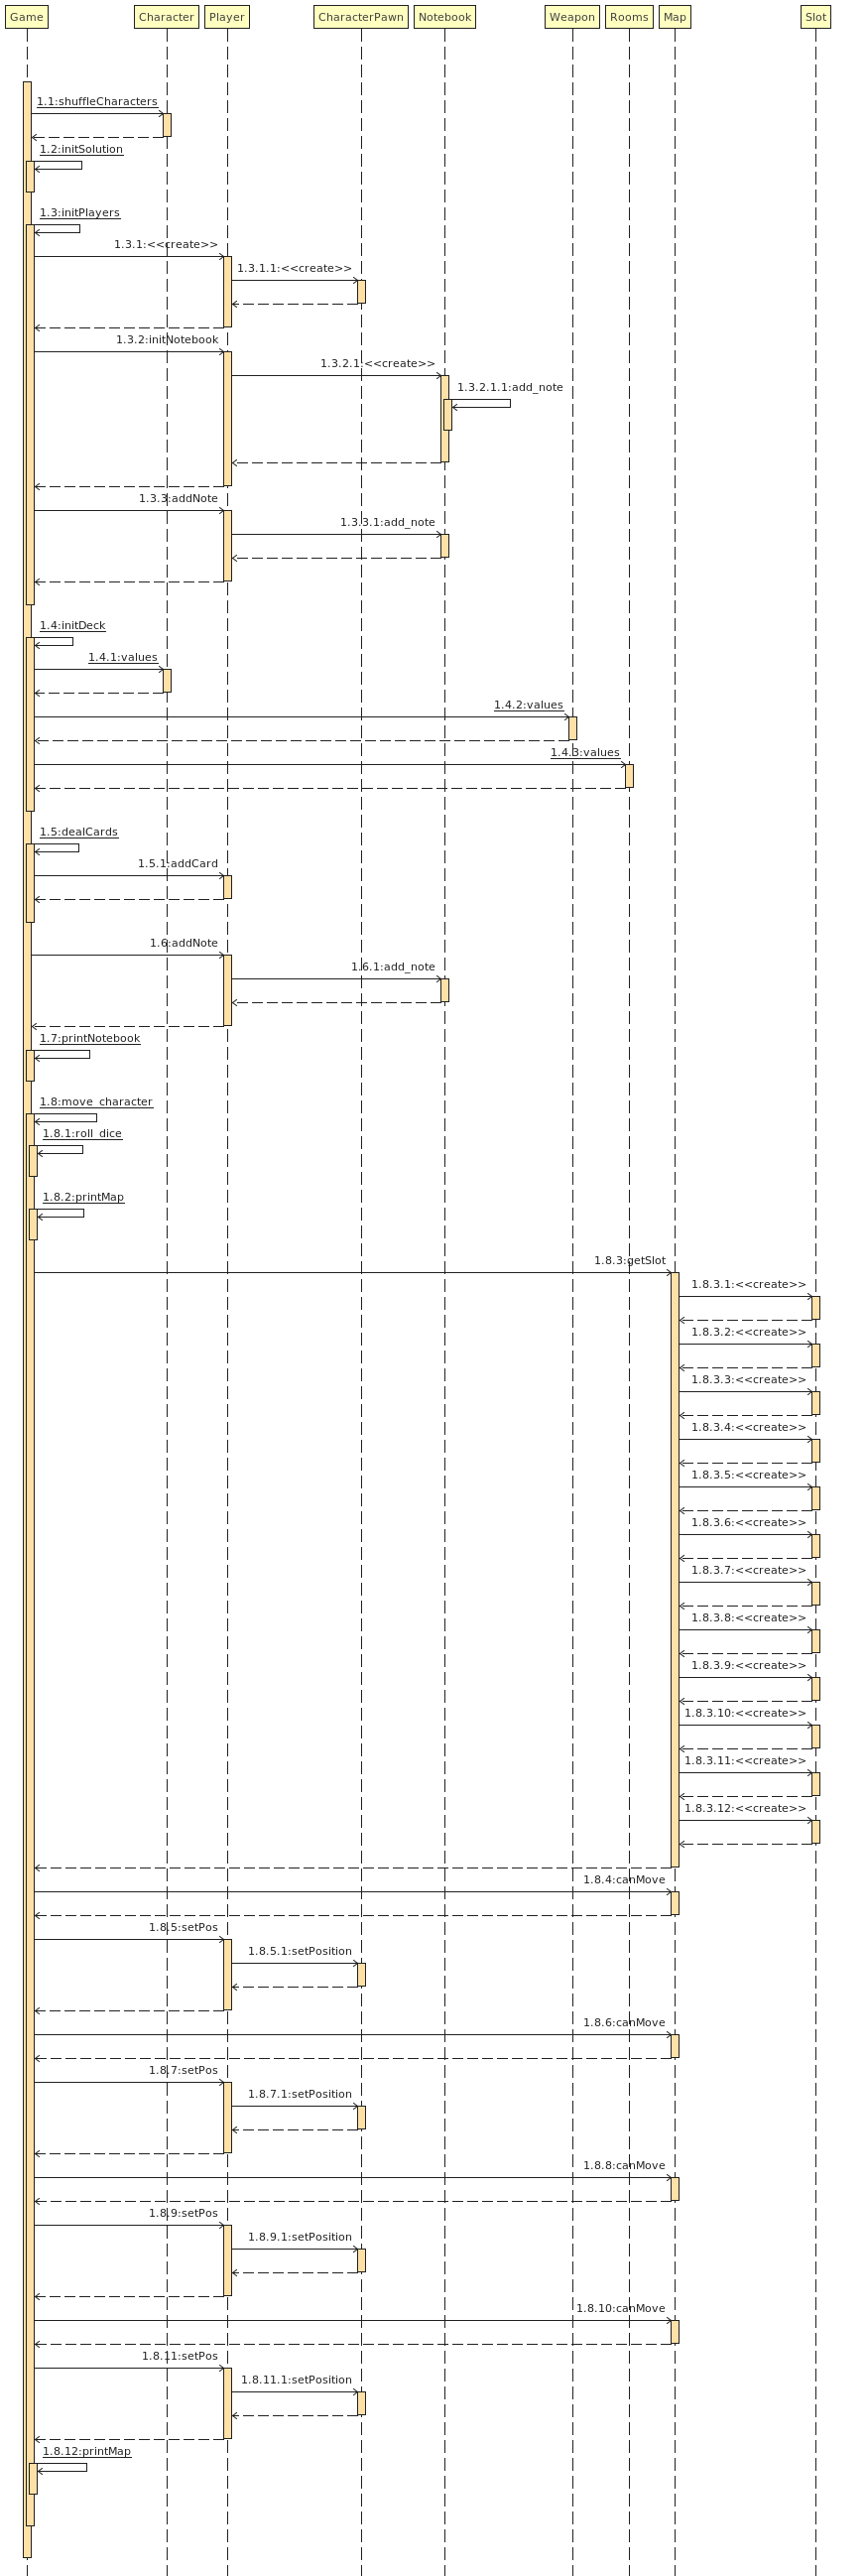 Game
Character
Player
CharacterPawn
Notebook
Weapon
Rooms
Map
Slot
1.1:shuffleCharacters
1.2:initSolution
1.3:initPlayers
1.3.1:<<create>>
1.3.1.1:<<create>>
1.3.2:initNotebook
1.3.2.1:<<create>>
1.3.2.1.1:add_note
1.3.3:addNote
1.3.3.1:add_note
1.4:initDeck
1.4.1:values
1.4.2:values
1.4.3:values
1.5:dealCards
1.5.1:addCard
1.6:addNote
1.6.1:add_note
1.7:printNotebook
1.8:move_character
1.8.1:roll_dice
1.8.2:printMap
1.8.3:getSlot
1.8.3.1:<<create>>
1.8.3.2:<<create>>
1.8.3.3:<<create>>
1.8.3.4:<<create>>
1.8.3.5:<<create>>
1.8.3.6:<<create>>
1.8.3.7:<<create>>
1.8.3.8:<<create>>
1.8.3.9:<<create>>
1.8.3.10:<<create>>
1.8.3.11:<<create>>
1.8.3.12:<<create>>
1.8.4:canMove
1.8.5:setPos
1.8.5.1:setPosition
1.8.6:canMove
1.8.7:setPos
1.8.7.1:setPosition
1.8.8:canMove
1.8.9:setPos
1.8.9.1:setPosition
1.8.10:canMove
1.8.11:setPos
1.8.11.1:setPosition
1.8.12:printMap